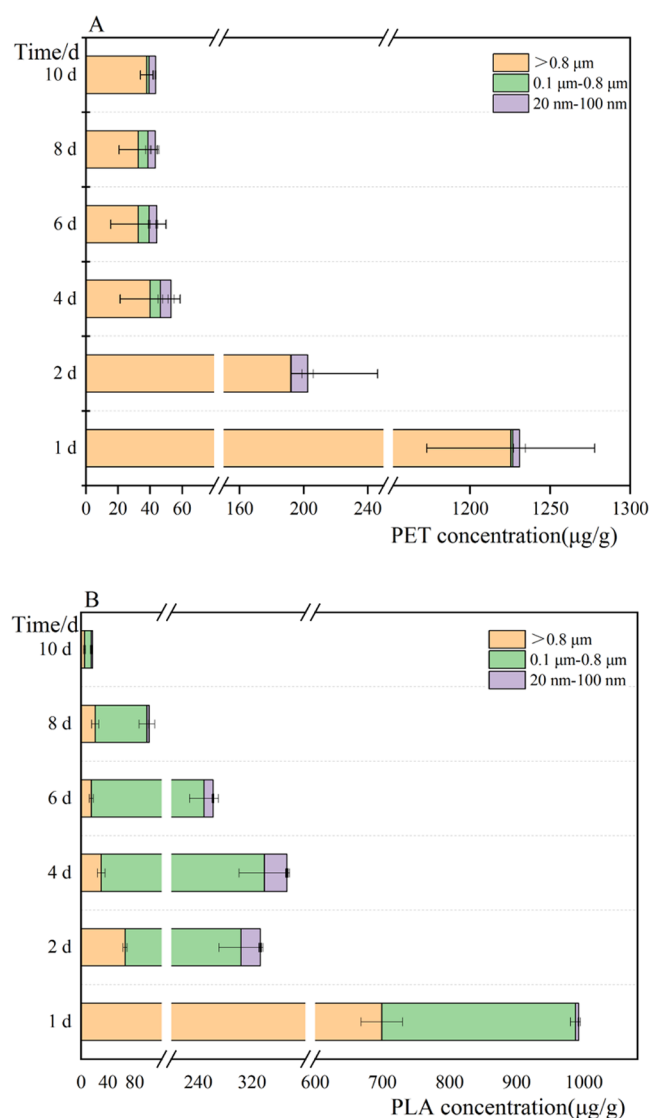 A
Time/d
10 d
8 d
6 d
4 d
2 d
1 d
>0.8 μm
0.1 μm-0.8 μm
20 nm-100 nm
0 20 40 60 160 200 240 1200 1250 1300
PET concentration(μg/g)
B
Time/d
10 d
8 d
6 d
4 d
2 d
1 d
>0.8 μm
0.1 μm-0.8 μm
20 nm-100 nm
0 40 80 240 320 600 700 800 900 1000
PLA concentration(μg/g)